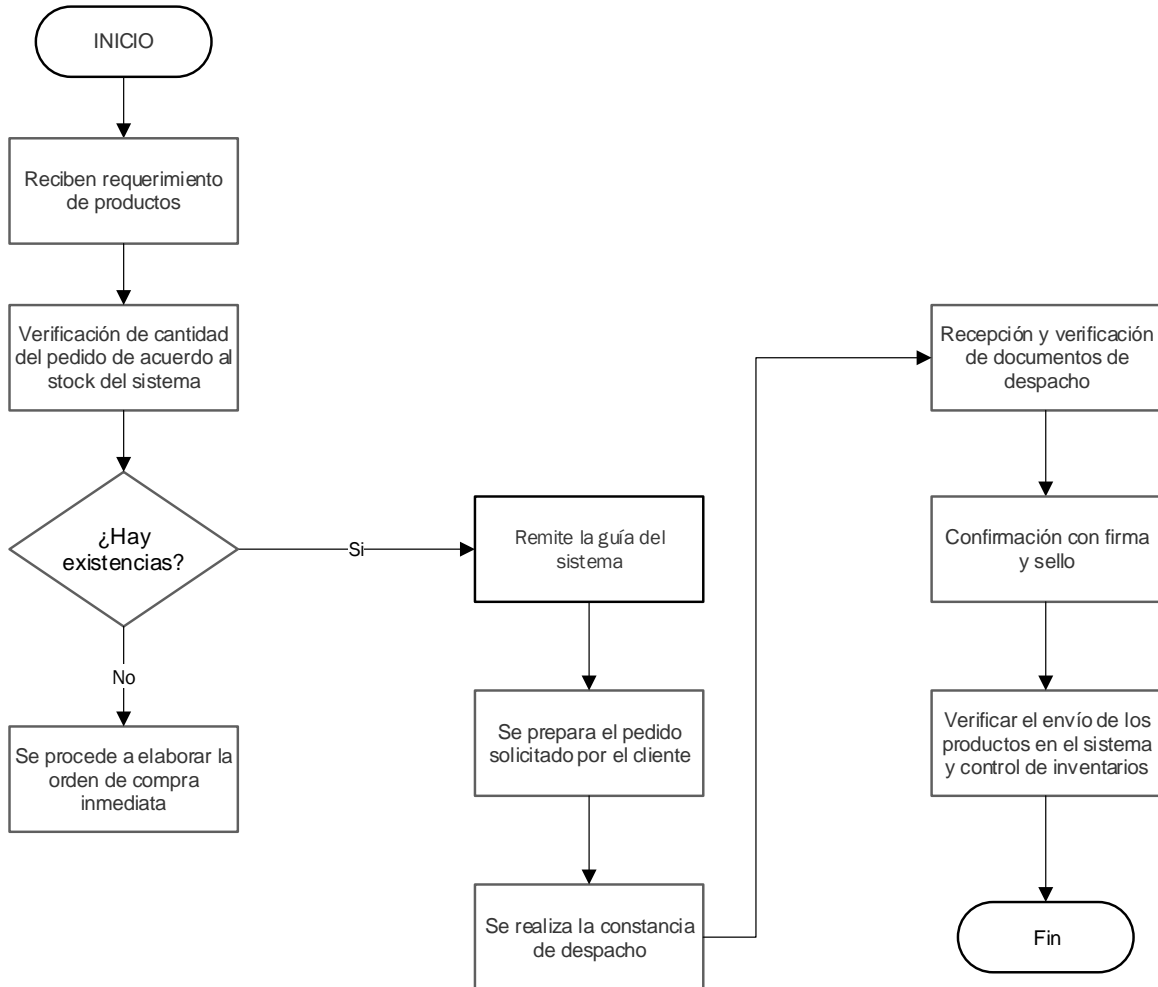 INICIO
Reciben requerimiento
de productos
Verificación de cantidad
del pedido de acuerdo al
stock del sistema
¿Hay
existencias?
Si
No
Se procede a elaborar la
orden de compra
inmediata
Remite la guía del
sistema
Se prepara el pedido
solicitado por el cliente
Se realiza la constancia
de despacho
Recepción y verificación
de documentos de
despacho
Confirmación con firma
y sello
Verificar el envío de los
productos en el sistema
y control de inventarios
Fin